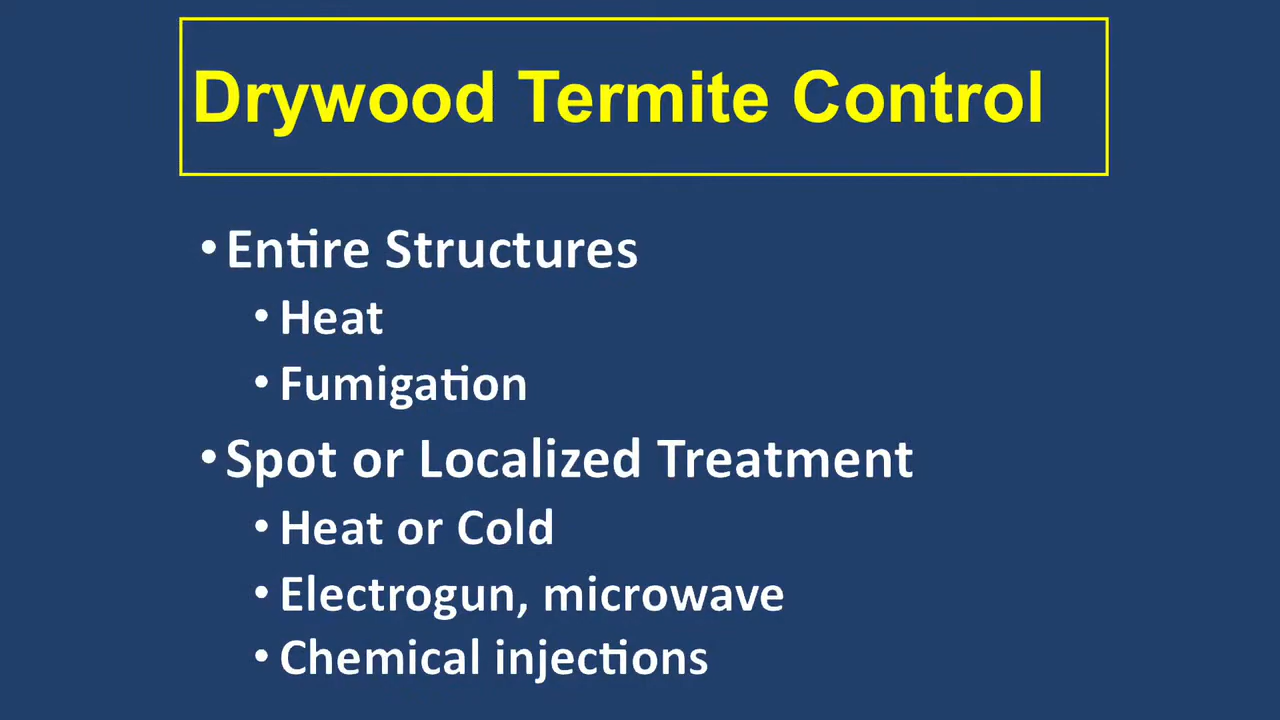 Drywood Termite Control
• Entire Structures
• Heat
• Fumigation
• Spot or Localized Treatment
• Heat or Cold
• Electrogun, microwave
• Chemical injections